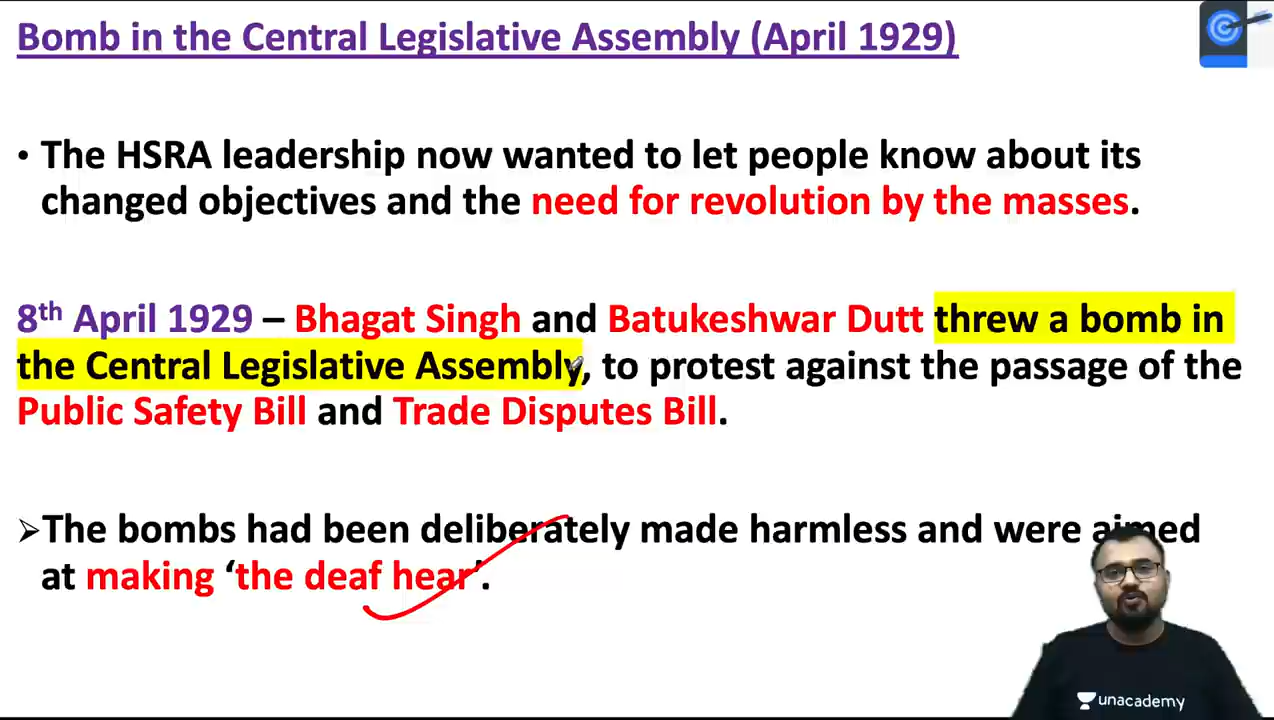 Bomb in the Central Legislative Assembly (April 1929)
• The HSRA leadership now wanted to let people know about its
changed objectives and the need for revolution by the masses.
8th April 1929 – Bhagat Singh and Batukeshwar Dutt threw a bomb in
the Central Legislative Assembly, to protest against the passage of the
Public Safety Bill and Trade Disputes Bill.
➢The bombs had been deliberately made harmless and were aimed
at making ‘the deaf hear’.
unacademy